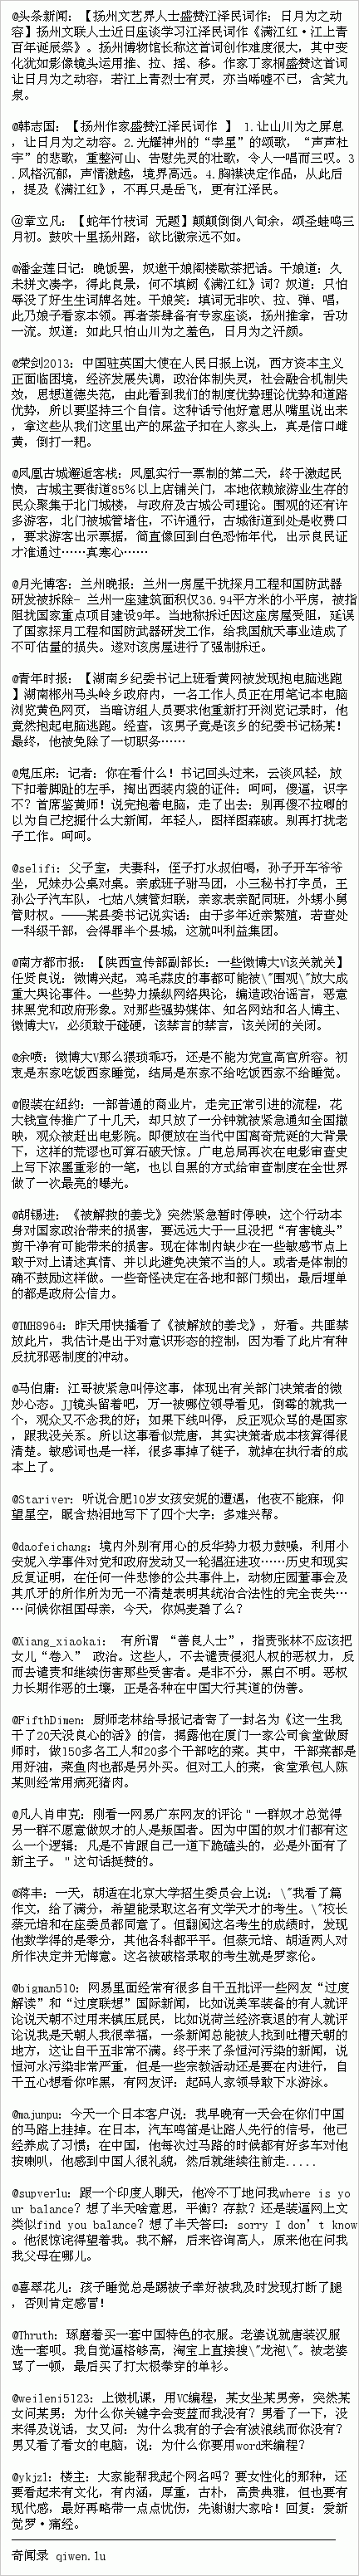 @头条新闻：【扬州文艺界人士盛赞江泽民词作：日月为之动
容】扬州文联人士近日座谈学习江泽民词作《满江红·江上青
百年诞辰祭》。扬州博物馆长称这首词创作难度很大，其中变
化犹如影像镜头运用推、拉、摇、移。作家丁家桐盛赞这首词
让日月为之动容，若江上青烈士有灵，亦当唏嘘不已，含笑九
泉。
@韩志国：【扬州作家盛赞江泽民词作 】 1.让山川为之屏息
，让日月为之动容。2.光耀神州的“孝星”的颂歌，“声声杜
宇”的悲歌，重整河山、告慰先灵的壮歌，令人一唱而三叹。3
.风格沉郁，声情激越，境界高远。4.胸襟决定作品，从此后
，提及《满江红》，不再只是岳飞，更有江泽民。
@章立凡：【蛇年竹枝词 无题】颠颠倒倒八旬余，颂圣蛙鸣三
月初。鼓吹十里扬州路，欲比徽宗远不如。
@潘金莲日记：晚饭罢，奴邀干娘阁楼歇茶把话。干娘道：久
未拼文凑字，得此良景，何不填阙《满江红》词？奴道：只怕
辱没了好生生词牌名姓。干娘笑：填词无非吹、拉、弹、唱，
此乃娘子看家本领。再者茶肆备有专家座谈，扬州推拿，舌功
一流。奴道：如此只怕山川为之羞色，日月为之汗颜。
@荣剑2013：中国驻英国大使在人民日报上说，西方资本主义
正面临困境，经济发展失调，政治体制失灵，社会融合机制失
效，思想道德失范，由此看到我们的制度优势理论优势和道路
优势，所以要坚持三个自信。这种话亏他好意思从嘴里说出来
，拿这些从我们这里出产的屎盆子扣在人家头上，真是信口雌
黄，倒打一耙。
@凤凰古城邂逅客栈：凤凰实行一票制的第二天，终于激起民
愤，古城主要街道85%以上店铺关门，本地依赖旅游业生存的
民众聚集于北门城楼，与政府及古城公司理论。围观的还有许
多游客，北门被城管堵住，不许通行，古城街道到处是收费口
，要求游客出示票据，简直像回到白色恐怖年代，出示良民证
才准通过……真寒心……
@月光博客：兰州晚报：兰州一房屋干扰探月工程和国防武器
研发被拆除- 兰州一座建筑面积仅36.94平方米的小平房，被指
阻扰国家重点项目建设9年。当地称拆迁因这座房屋受阻，延误
了国家探月工程和国防武器研发工作，给我国航天事业造成了
不可估量的损失。遂对该房屋进行了强制拆迁。
@青年时报：【湖南乡纪委书记上班看黄网被发现抱电脑逃跑
】湖南郴州马头岭乡政府内，一名工作人员正在用笔记本电脑
浏览黄色网页，当暗访组人员要求他重新打开浏览记录时，他
竟然抱起电脑逃跑。经查，该男子竟是该乡的纪委书记杨某！
最终，他被免除了一切职务……
@鬼压床：记者：你在看什么！书记回头过来，云谈风轻，放
下扣着脚趾的左手，掏出西装内袋的证件：呵呵，傻逼，识字
不？首席鉴黄师！说完抱着电脑，走了出去：别再傻不拉唧的
以为自己挖掘什么大新闻，年轻人，图样图森破。别再打扰老
子工作。呵呵。
@selifi：父子室，夫妻科，侄子打水叔伯喝，孙子开车爷爷
坐，兄妹办公桌对桌。亲戚班子驸马团，小三秘书打字员，王
孙公子汽车队，七姑八姨管妇联，亲家表亲配同班，外甥小舅
管财权。——某县委书记说实话：由于多年近亲繁殖，若查处
一科级干部，会得罪半个县城，这就叫利益集团。
@南方都市报：【陕西宣传部副部长：一些微博大V该关就关】
任贤良说：微博兴起，鸡毛蒜皮的事都可能被\"围观\"放大成
重大舆论事件。一些势力操纵网络舆论，编造政治谣言，恶意
抹黑党和政府形象。对那些强势媒体、知名网站和名人博主、
微博大V，必须敢于碰硬，该禁言的禁言，该关闭的关闭。
@余喷：微博大V那么猥琐乖巧，还是不能为党宣高官所容。初
衷是东家吃饭西家睡觉，结局是东家不给吃饭西家不给睡觉。
@假装在纽约：一部普通的商业片，走完正常引进的流程，花
大钱宣传推广了十几天，却只放了一分钟就被紧急通知全国撤
映，观众被赶出电影院。即便放在当代中国离奇荒诞的大背景
下，这样的荒谬也可算石破天惊。广电总局再次在电影审查史
上写下浓墨重彩的一笔，也以自黑的方式给审查制度在全世界
做了一次最亮的曝光。
@胡锡进：《被解救的姜戈》突然紧急暂时停映，这个行动本
身对国家政治带来的损害，要远远大于一旦没把“有害镜头”
剪干净有可能带来的损害。现在体制内缺少在一些敏感节点上
敢于对上请述真情、并以此避免决策不当的人。或者是体制的
确不鼓励这样做。一些奇怪决定在各地和部门频出，最后埋单
的都是政府公信力。
@TMH8964：昨天用快播看了《被解放的姜戈》，好看。共匪禁
放此片，我估计是出于对意识形态的控制，因为看了此片有种
反抗邪恶制度的冲动。
@马伯庸：江哥被紧急叫停这事，体现出有关部门决策者的微
妙心态。JJ镜头留着吧，万一被哪位领导看见，倒霉的就我一
个，观众又不念我的好；如果下线叫停，反正观众骂的是国家
，跟我没关系。所以这事看似荒唐，其实决策者成本核算得很
清楚。敏感词也是一样，很多事掉了链子，就掉在执行者的成
本上了。
@Stariver：听说合肥10岁女孩安妮的遭遇，他夜不能寐，仰
望星空，眼含热泪地写下了四个大字：多难兴帮。
@daofeichang：境内外别有用心的反华势力极力鼓噪，利用小
安妮入学事件对党和政府发动又一轮猖狂进攻……历史和现实
反复证明，在任何一件悲惨的公共事件上，动物庄园董事会及
其爪牙的所作所为无一不清楚表明其统治合法性的完全丧失…
…问候你祖国母亲，今天，你妈麦碧了么？
@Xiang_xiaokai： 有所谓 “善良人士”，指责张林不应该把
女儿“卷入” 政治。这些人，不去谴责侵犯人权的恶权力，反
而去谴责和继续伤害那些受害者。是非不分，黑白不明。恶权
力长期作恶的土壤，正是各种在中国大行其道的伪善。
@FifthDimen：厨师老林给导报记者寄了一封名为《这一生我
干了20天没良心的活》的信，揭露他在厦门一家公司食堂做厨
师时，做150多名工人和20多个干部吃的菜。其中，干部菜都是
用好油，菜鱼肉也都是另外买。但对工人的菜，食堂承包人陈
某则经常用病死猪肉。
@凡人肖申克：刚看一网易广东网友的评论＂一群奴才总觉得
另一群不愿意做奴才的人是叛国者。因为中国的奴才们都有这
么一个逻辑：凡是不肯跟自己一道下跪磕头的，必是外面有了
新主子。＂这句话挺赞的。
@蒋丰：一天，胡适在北京大学招生委员会上说：\"我看了篇
作文，给了满分，希望能录取这名有文学天才的考生。\"校长
蔡元培和在座委员都同意了。但翻阅这名考生的成绩时，发现
他数学得的是零分，其他各科都平平。但蔡元培、胡适两人对
所作决定并无悔意。这名被破格录取的考生就是罗家伦。
@bigman510：网易里面经常有很多自干五批评一些网友“过度
解读”和“过度联想”国际新闻，比如说美军装备的有人就评
论说天朝不过用来镇压屁民，比如说荷兰经济衰退的有人就评
论说我是天朝人我很幸福，一条新闻总能被人找到吐槽天朝的
地方，这让自干五非常不满。终于来了条恒河污染的新闻，说
恒河水污染非常严重，但是一些宗教活动还是要在内进行，自
干五心想看你咋黑，有网友评：起码人家领导敢下水游泳。
@majunpu：今天一个日本客户说：我早晚有一天会在你们中国
的马路上挂掉。在日本，汽车鸣笛是让路人先行的信号，他已
经养成了习惯；在中国，他每次过马路的时候都有好多车对他
按喇叭，他感到中国人很礼貌，然后就继续往前走.....
@supverlu：跟一个印度人聊天，他冷不丁地问我where is yo
ur balance？想了半天啥意思，平衡？存款？还是装逼网上文
类似find you balance？想了半天答曰：sorry I don’t know
。他很惊诧得望着我。我不解，后来咨询高人，原来他在问我
我父母在哪儿。
@喜翠花儿：孩子睡觉总是踢被子幸好被我及时发现打断了腿
，否则肯定感冒！
@Thruth：琢磨着买一套中国特色的衣服。老婆说就唐装汉服
选一套呗。我自觉逼格够高，淘宝上直接搜\"龙袍\"。被老婆
骂了一顿，最后买了打太极拳穿的单衫。
@weileni5123：上微机课，用VC编程，某女坐某男旁，突然某
女问某男：为什么你关键字会变蓝而我没有？男看了一下，没
来得及说话，女又问：为什么我有的子会有波浪线而你没有？
男又看了看女的电脑，说：为什么你要用word来编程？
@ykjzl：楼主：大家能帮我起个网名吗？要女性化的那种，还
要看起来有文化，有内涵，厚重，古朴，高贵典雅，但也要有
现代感，最好再略带一点点忧伤，先谢谢大家哈！回复：爱新
觉罗·痛经。
奇闻录 qiwen.lu